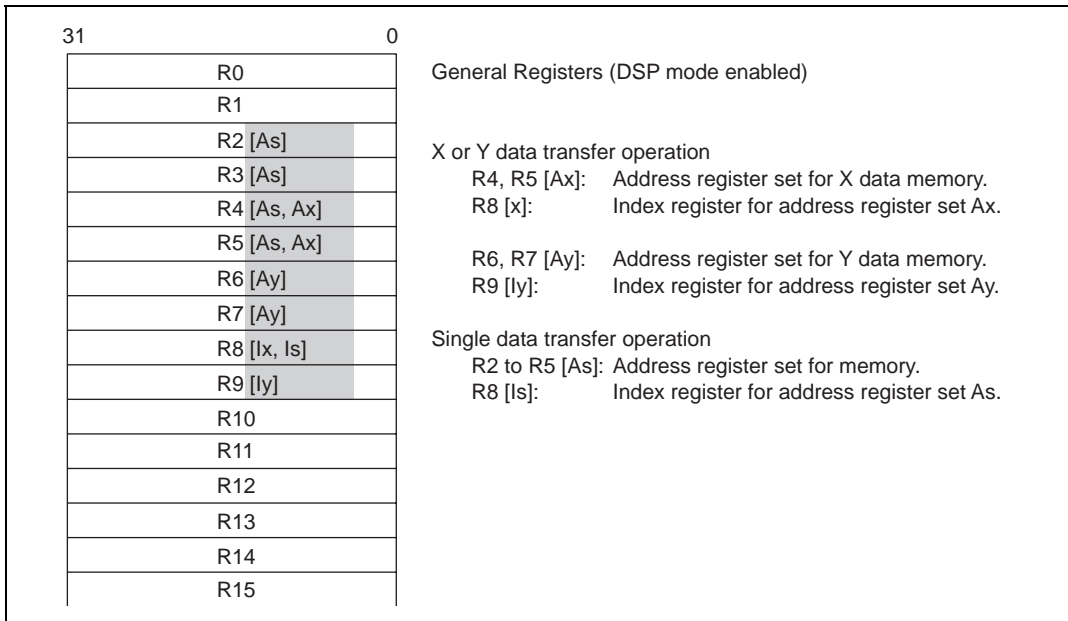 31 0
R0
R1
R2 [As]
R3 [As]
R4 [As, Ax]
R5 [As, Ax]
R6 [Ay]
R7 [Ay]
R8 [Ix, Is]
R9 [Iy]
R10
R11
R12
R13
R14
R15
General Registers (DSP mode enabled)
X or Y data transfer operation
R4, R5 [Ax]: Address register set for X data memory.
R8 [x]: Index register for address register set Ax.
R6, R7 [Ay]: Address register set for Y data memory.
R9 [Iy]: Index register for address register set Ay.
Single data transfer operation
R2 to R5 [As]: Address register set for memory.
R8 [Is]: Index register for address register set As.